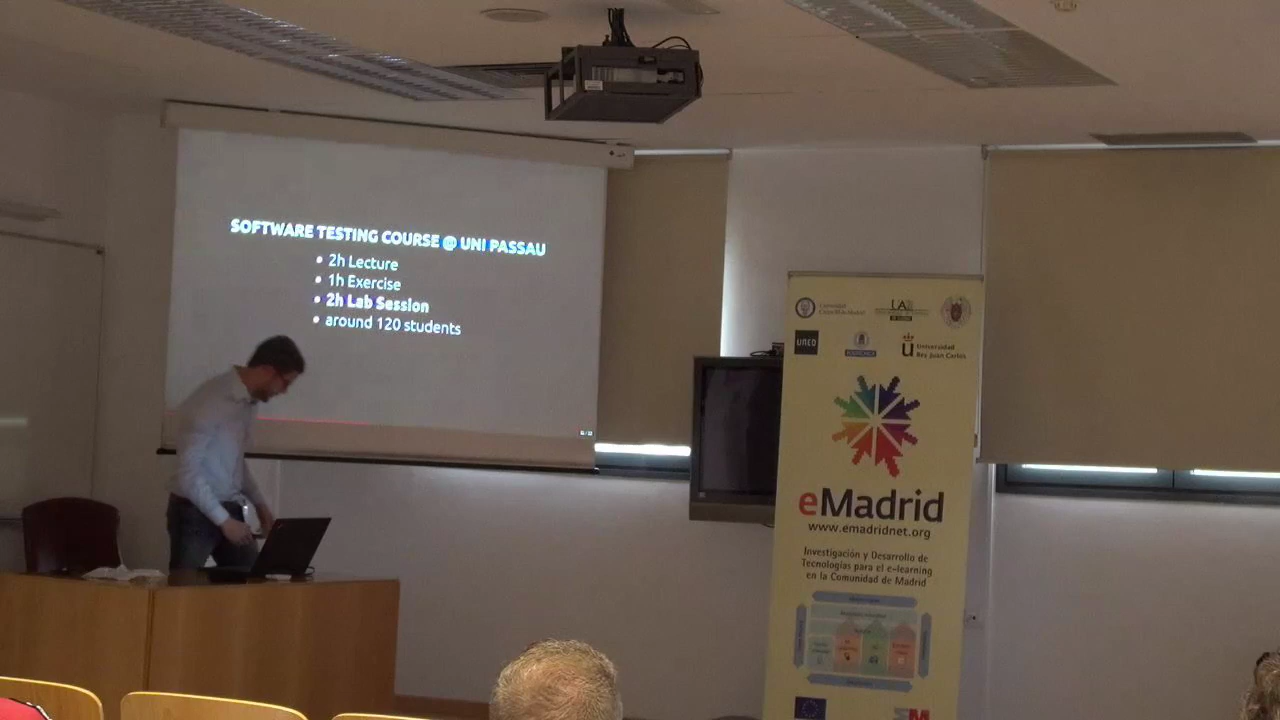 SOFTWARE TESTING COURSE @ UNI PASSAU
• 2h Lecture
• 1h Exercise
• 2h Lab Session
• around 120 students
UNED
Universidad
Rey Juan Carlos
eMadrid
www.emadridnet.org
Investigación y Desarrollo de
Tecnologías para el e-learning
en la Comunidad de Madrid